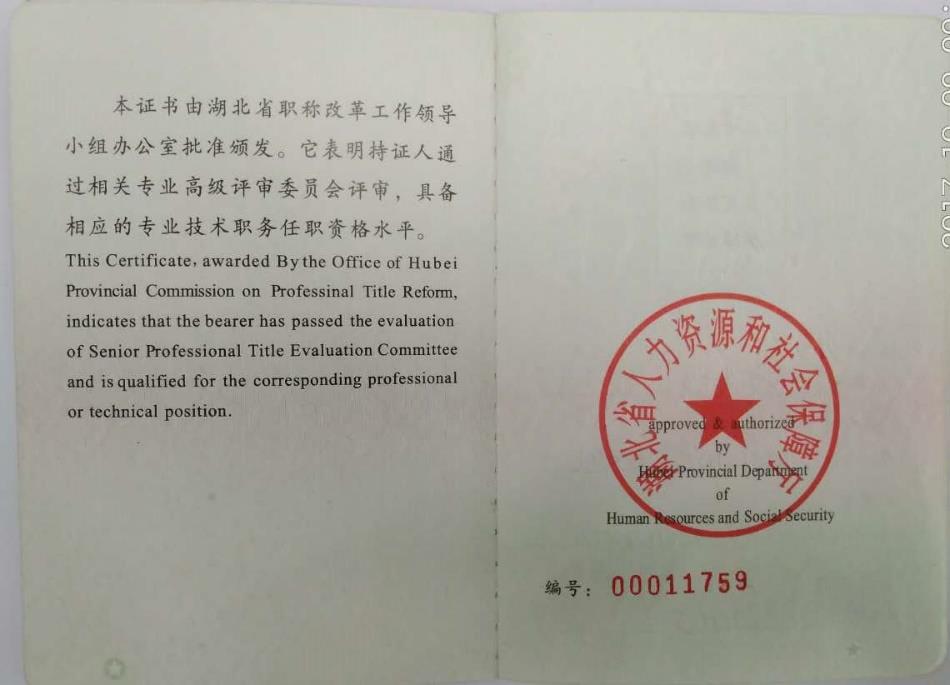 本证书由湖北省职称改革工作领导
小组办公室批准颁发。它表明持证人通
过相关专业高级评审委员会评审，具备
相应的专业技术职务任职资格水平。
This Certificate, awarded By the Office of Hubei
Provincial Commission on Professinal Title Reform,
indicates that the bearer has passed the evaluation
of Senior Professional Title Evaluation Committee
and is qualified for the corresponding professional
or technical position.
湖北省人力资源和社会保障厅
approved & authorized
by
Hubei Provincial Department
of
Human Resources and Social Security
编号：00011759